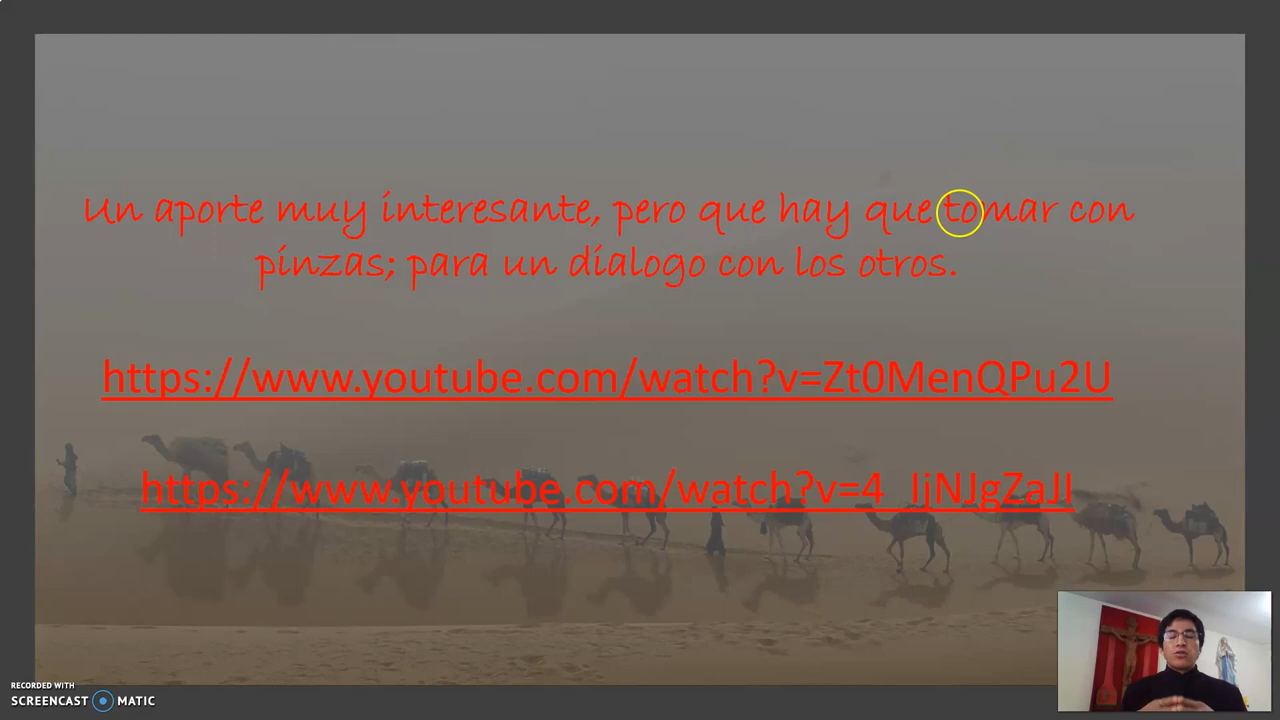 Un aporte muy interesante, pero que hay que tomar con
pinzas; para un dialogo con los otros.
https://www.youtube.com/watch?v=Zt0MenQPu2U
https://www.youtube.com/watch?v=4_IjNJgZaJI
RECORDED WITH
SCREENCAST MATIC